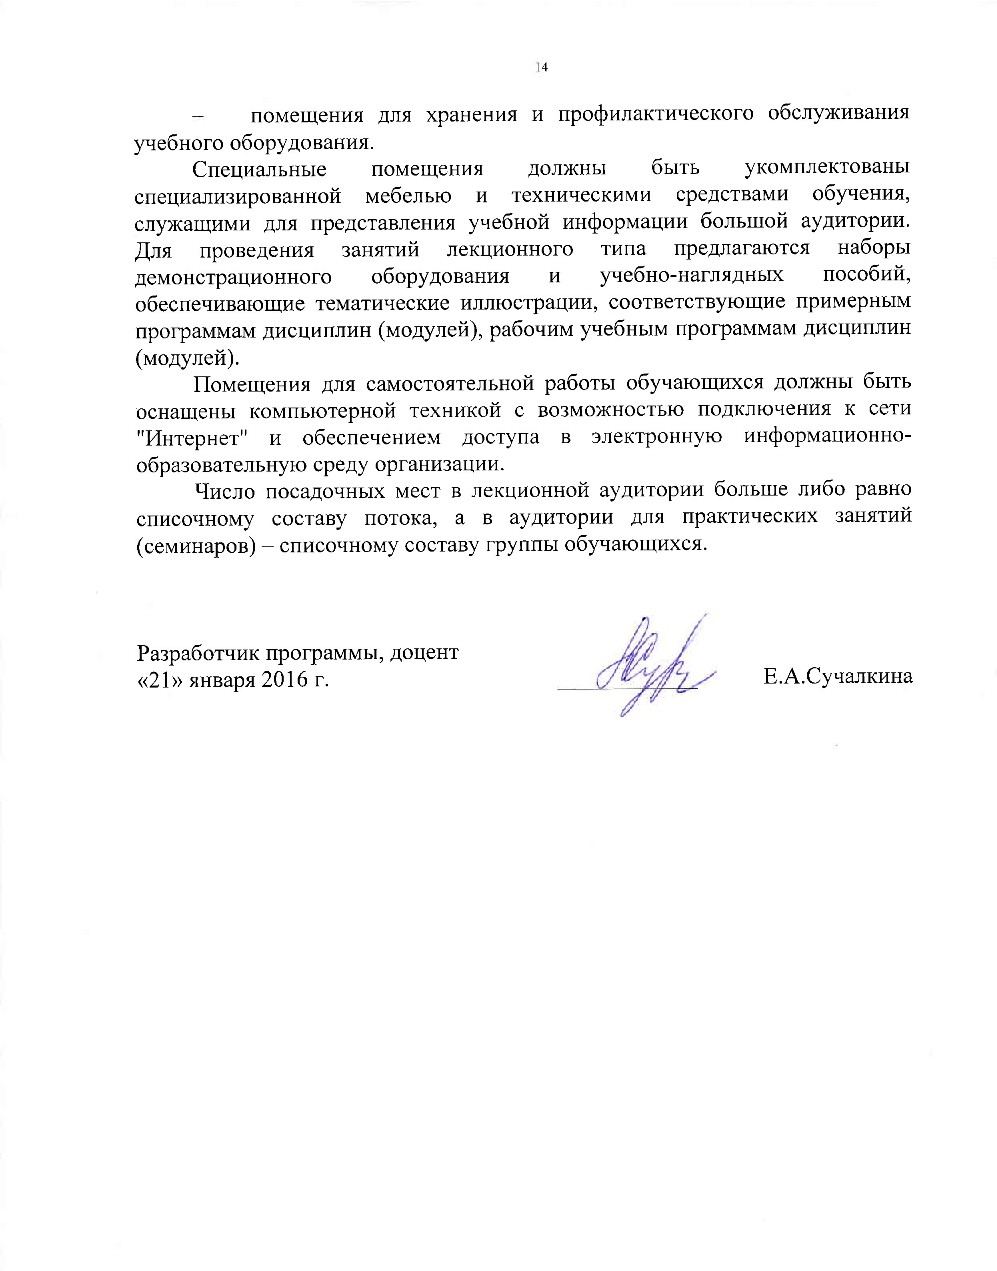 14
– помещения для хранения и профилактического обслуживания
учебного оборудования.
Специальные помещения должны быть укомплектованы
специализированной мебелью и техническими средствами обучения,
служащими для представления учебной информации большой аудитории.
Для проведения занятий лекционного типа предлагаются наборы
демонстрационного оборудования и учебно-наглядных пособий,
обеспечивающие тематические иллюстрации, соответствующие примерным
программам дисциплин (модулей), рабочим учебным программам дисциплин
(модулей).
Помещения для самостоятельной работы обучающихся должны быть
оснащены компьютерной техникой с возможностью подключения к сети
"Интернет" и обеспечением доступа в электронную информационно-
образовательную среду организации.
Число посадочных мест в лекционной аудитории больше либо равно
списочному составу потока, а в аудитории для практических занятий
(семинаров) – списочному составу группы обучающихся.
Разработчик программы, доцент
«21» января 2016 г. Е.А.Сучалкина